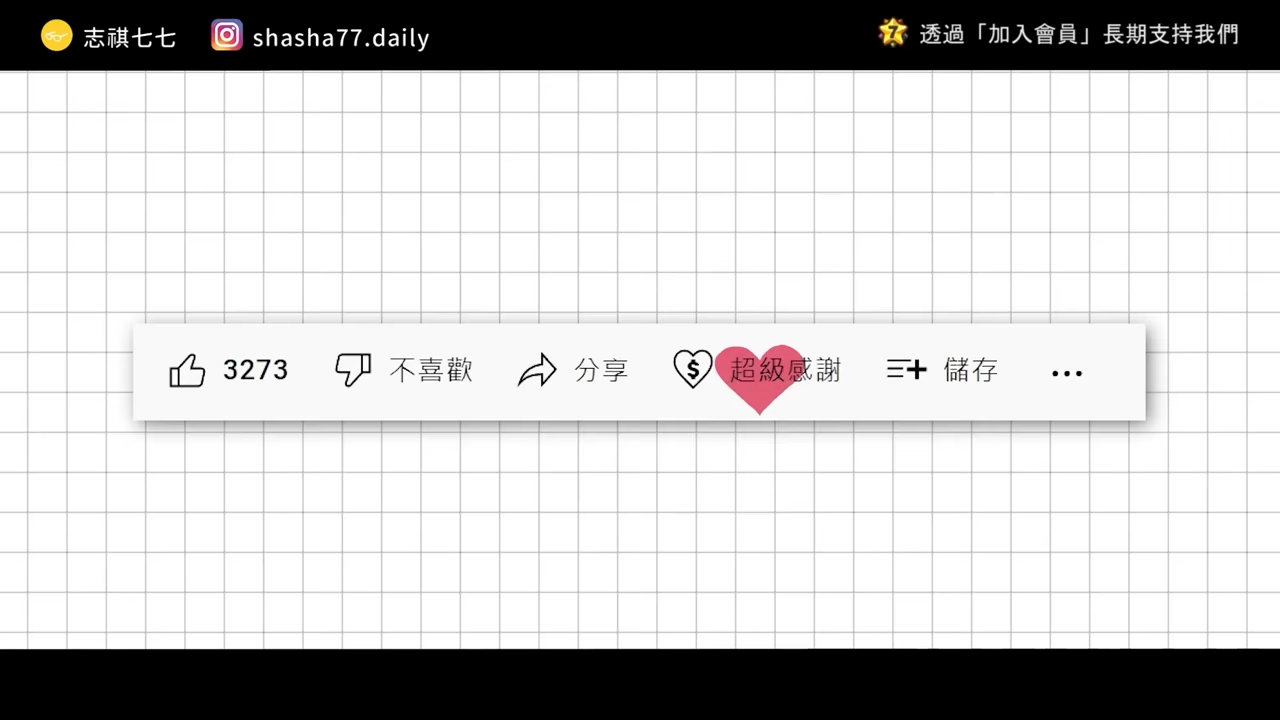 志祺七七 shasha77.daily 7 透過「加入會員」長期支持我們
3273 不喜歡 分享 $ 超級感謝 儲存 ...